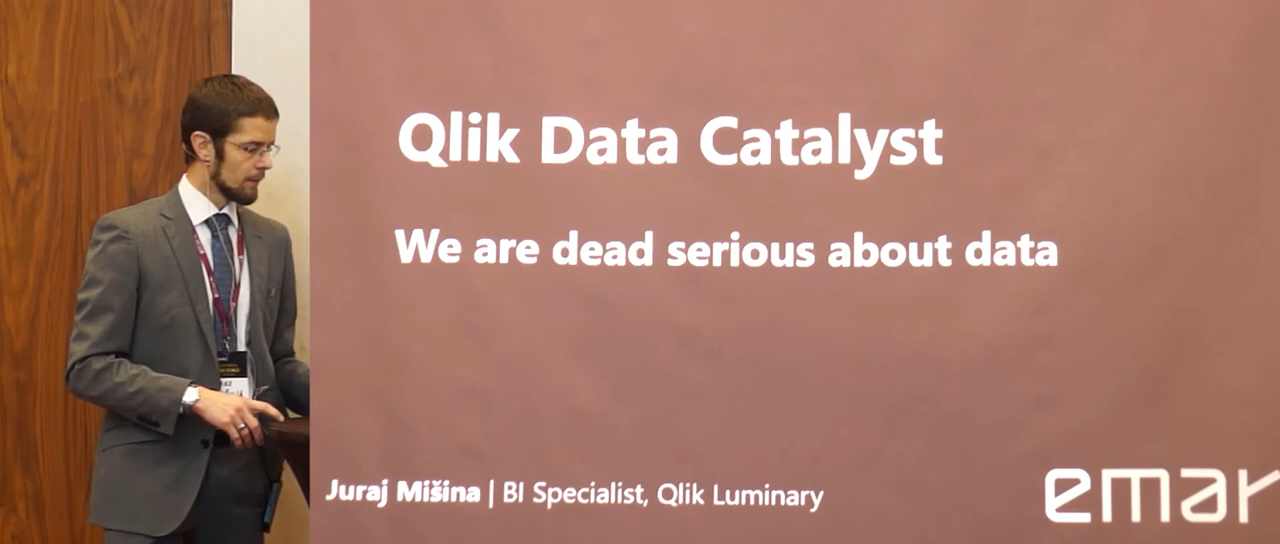 Qlik Data Catalyst
We are dead serious about data
Juraj Mišina | BI Specialist, Qlik Luminary
emar